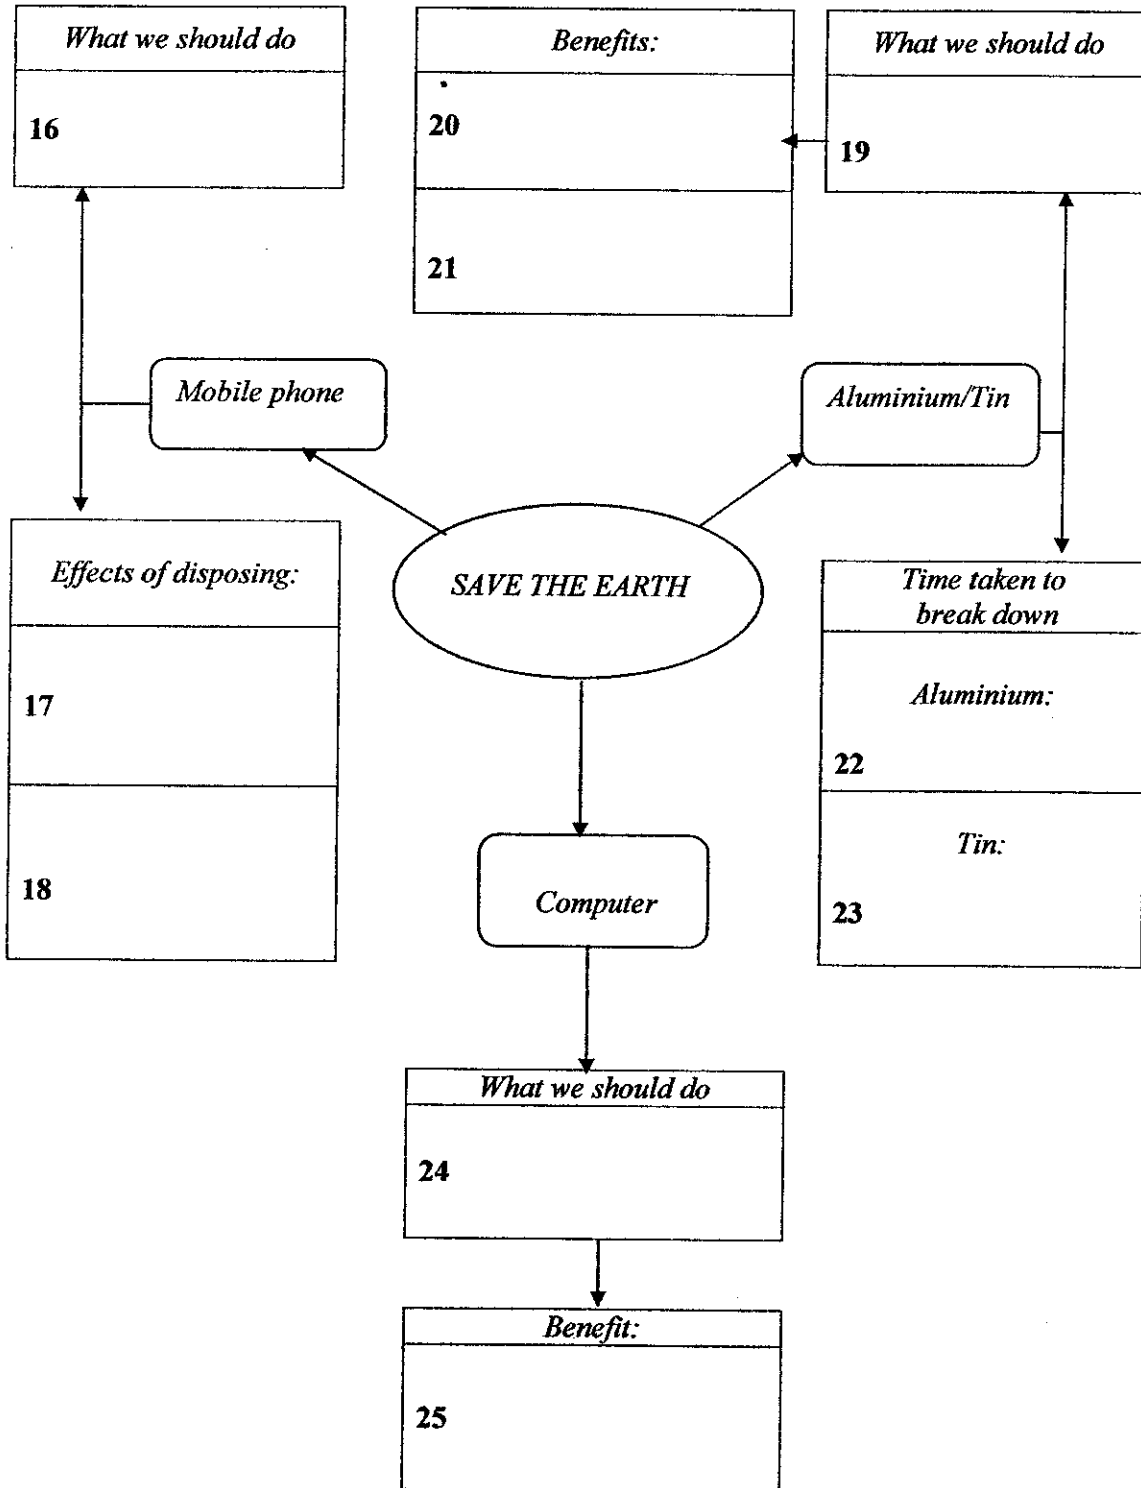 What we should do
16
Benefits:
20
21
What we should do
19
Mobile phone
Aluminium/Tin
SAVE THE EARTH
Effects of disposing:
17
18
Time taken to
break down
Aluminium:
22
Tin:
23
Computer
What we should do
24
Benefit:
25